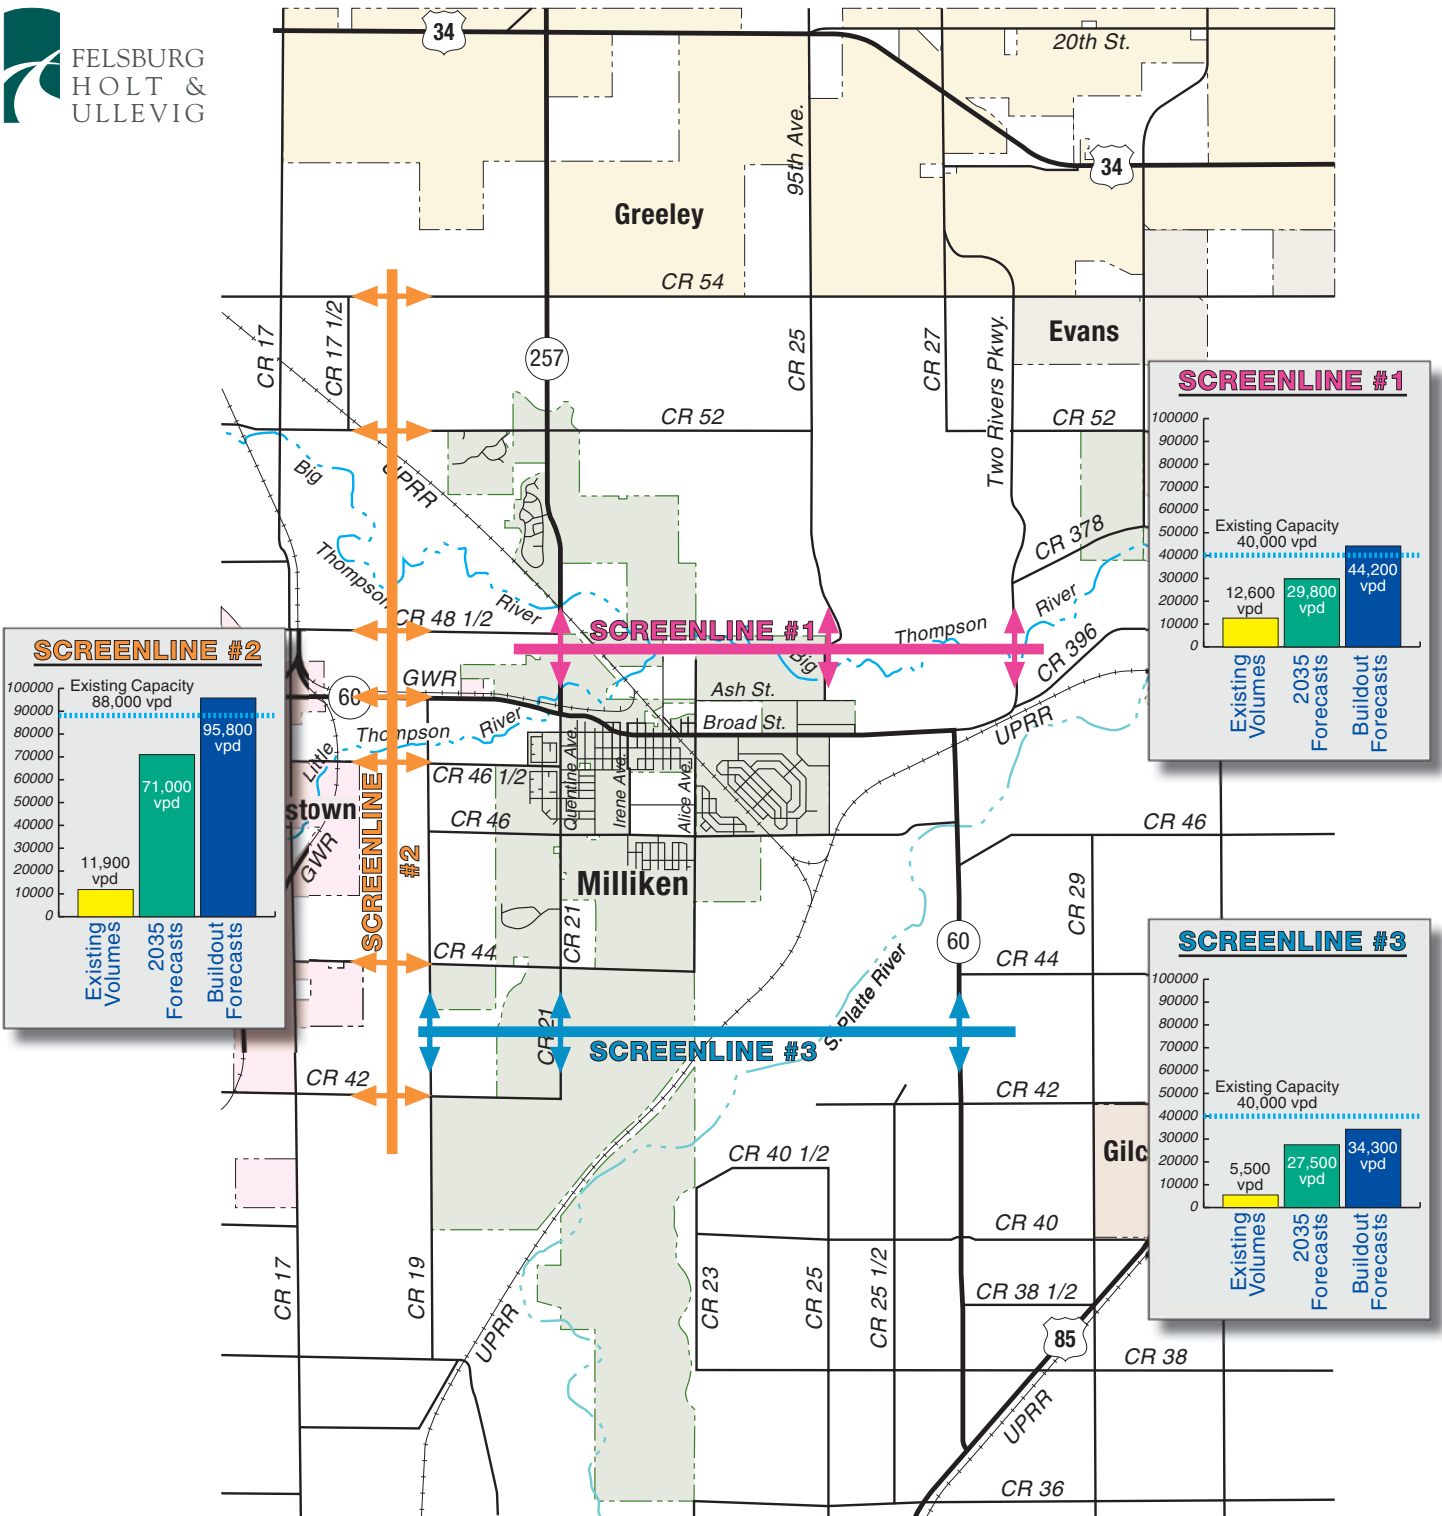 FELSBURG
HOLT &
ULLEVIG
34
20th St.
95th Ave.
34
Greeley
CR 54
CR 17
CR 17 1/2
257
CR 25
CR 27
Two Rivers Pkwy.
Evans
CR 52
CR 52
Big
UPRR
Thompson
River
CR 48 1/2
CR 378
River
Thompson
Big
CR 396
UPRR
SCREENLINE #1
GWR
60
Ash St.
Broad St.
Thompson
River
Little
CR 46 1/2
Quentine Ave.
Irene Ave.
Alice Ave.
stown
GWR
CR 46
CR 46
SCREENLINE
#2
Milliken
CR 21
CR 29
CR 44
60
CR 44
S. Platte River
CR 21
SCREENLINE #3
CR 42
CR 42
CR 40 1/2
Gilc
CR 40
CR 17
CR 19
UPRR
CR 23
CR 25
CR 25 1/2
CR 38 1/2
85
CR 38
UPRR
CR 36
SCREENLINE #1
100000
90000
80000
70000
60000
50000
40000
30000
20000
10000
0
Existing Capacity
40,000 vpd
12,600
vpd
29,800
vpd
44,200
vpd
Existing
Volumes
2035
Forecasts
Buildout
Forecasts
SCREENLINE #2
100000
90000
80000
70000
60000
50000
40000
30000
20000
10000
0
Existing Capacity
88,000 vpd
11,900
vpd
71,000
vpd
95,800
vpd
Existing
Volumes
2035
Forecasts
Buildout
Forecasts
SCREENLINE #3
100000
90000
80000
70000
60000
50000
40000
30000
20000
10000
0
Existing Capacity
40,000 vpd
5,500
vpd
27,500
vpd
34,300
vpd
Existing
Volumes
2035
Forecasts
Buildout
Forecasts